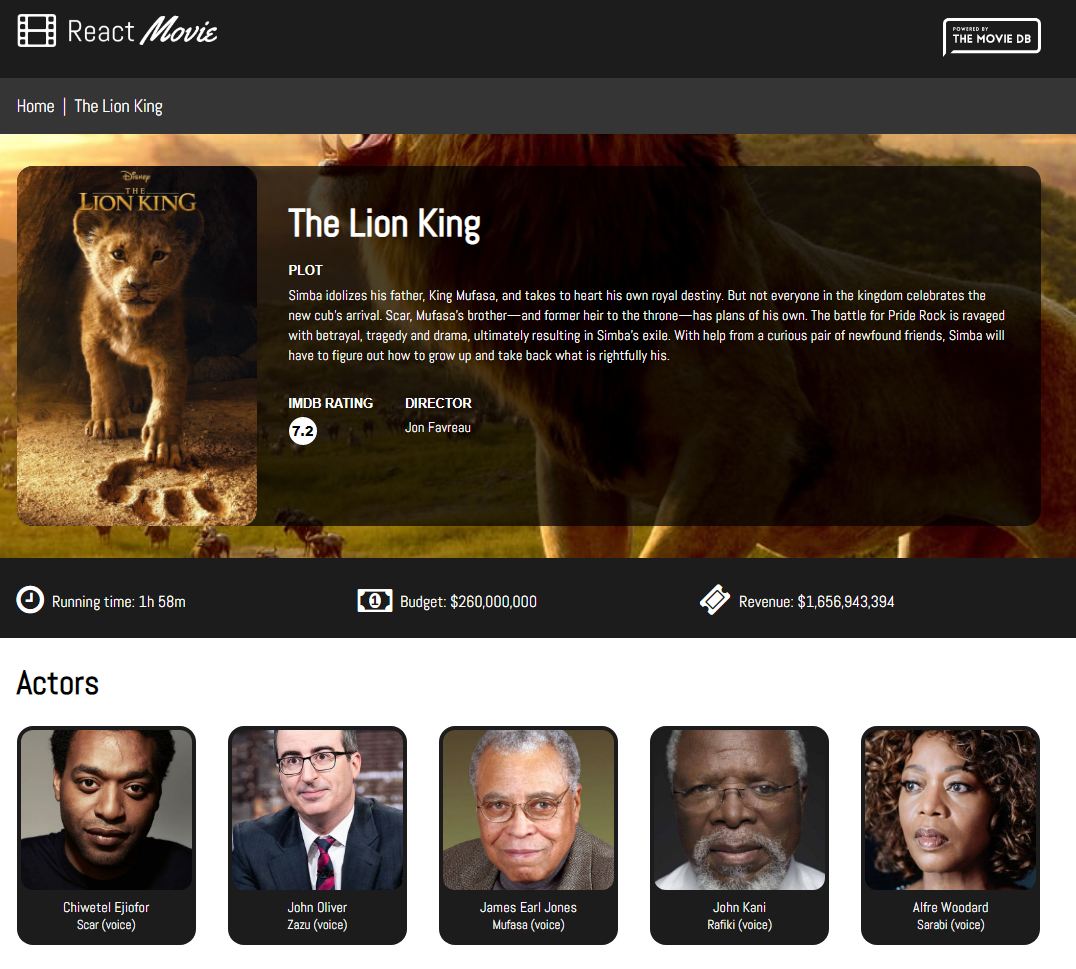 React Movie
POWERED BY
THE MOVIE DB
Home | The Lion King
Disney
THE
LION KING
The Lion King
PLOT
Simba idolizes his father, King Mufasa, and takes to heart his own royal destiny. But not everyone in the kingdom celebrates the
new cub's arrival. Scar, Mufasa's brother—and former heir to the throne—has plans of his own. The battle for Pride Rock is ravaged
with betrayal, tragedy and drama, ultimately resulting in Simba's exile. With help from a curious pair of newfound friends, Simba will
have to figure out how to grow up and take back what is rightfully his.
IMDB RATING
7.2
DIRECTOR
Jon Favreau
Running time: 1h 58m
1
Budget: $260,000,000
Revenue: $1,656,943,394
Actors
Chiwetel Ejiofor
Scar (voice)
John Oliver
Zazu (voice)
James Earl Jones
Mufasa (voice)
John Kani
Rafiki (voice)
Alfre Woodard
Sarabi (voice)